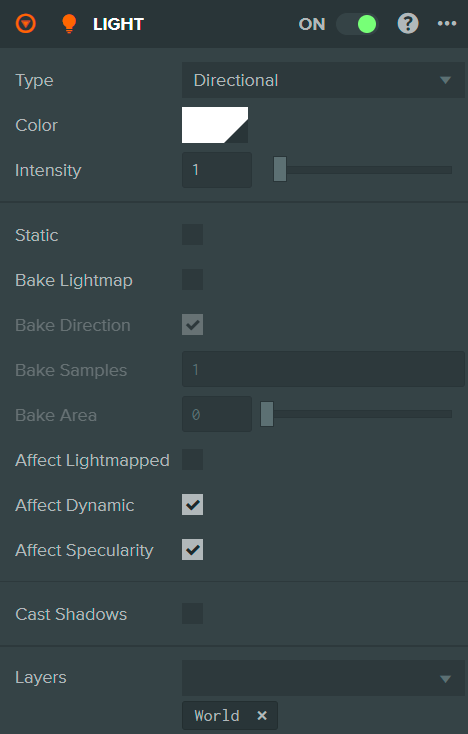 LIGHT ON ?
Type Directional
Color
Intensity 1
Static
Bake Lightmap
Bake Direction
Bake Samples 1
Bake Area 0
Affect Lightmapped
Affect Dynamic
Affect Specularity
Cast Shadows
Layers
World ×